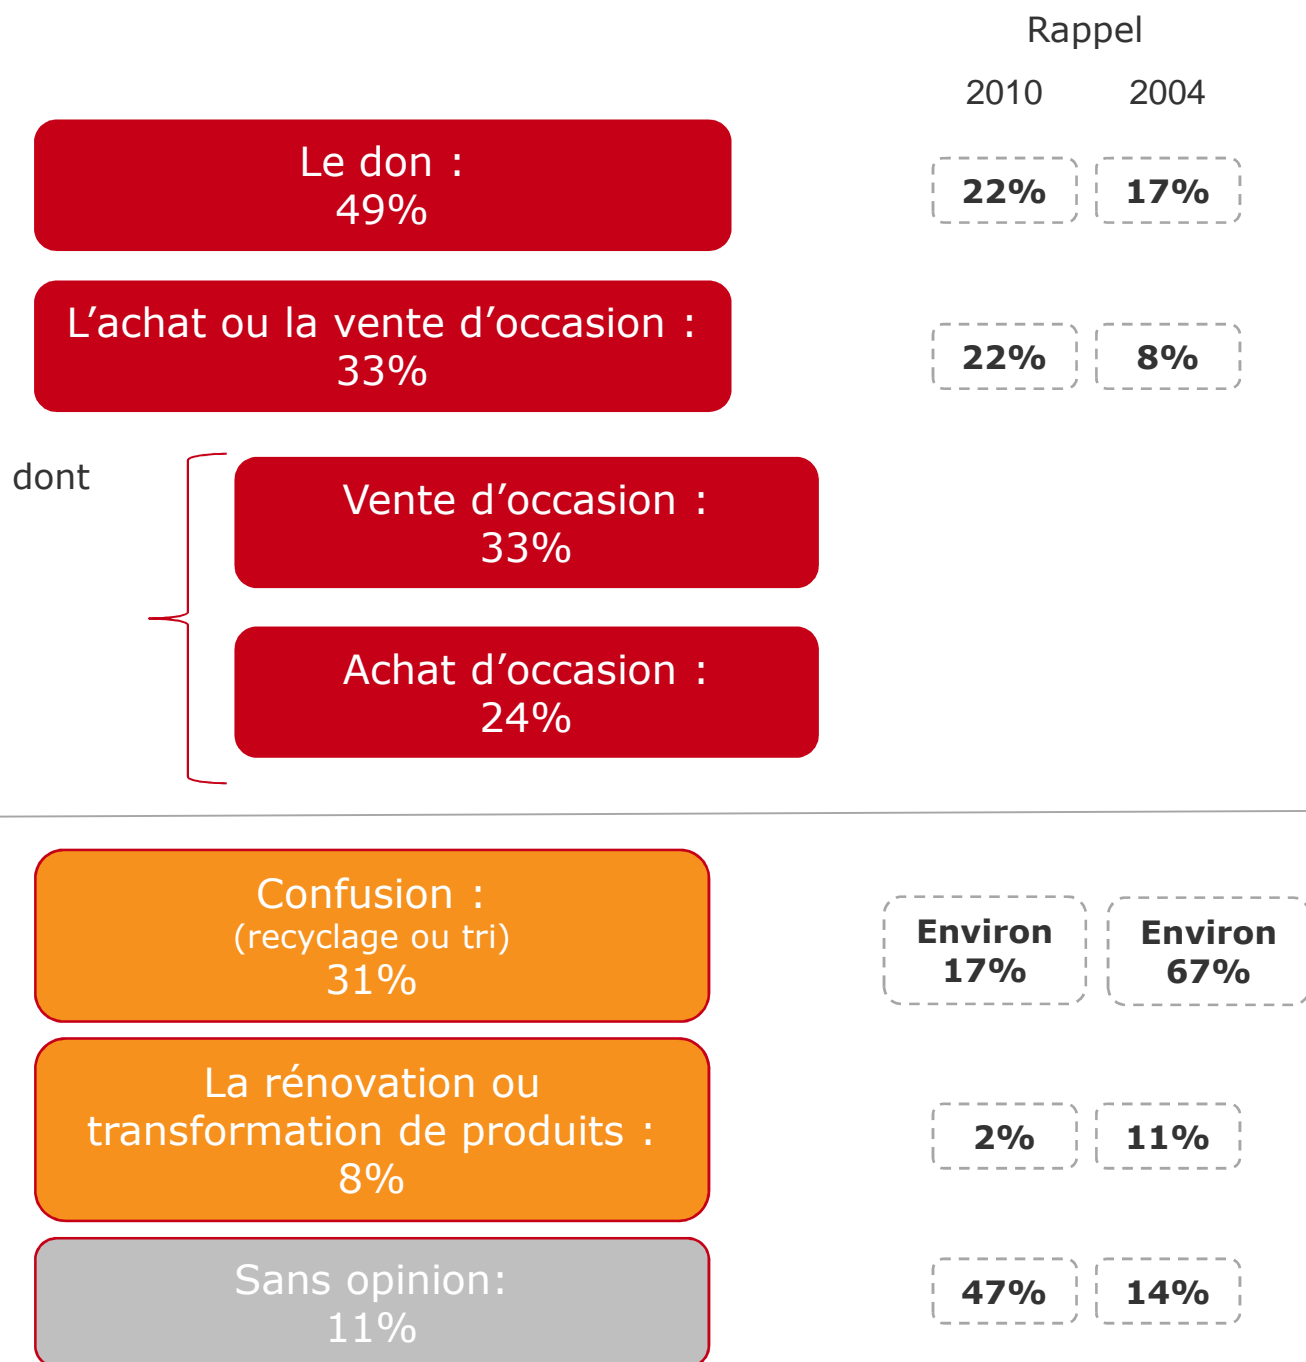 Rappel
2010 2004
Le don :
49%
22% 17%
L’achat ou la vente d’occasion :
33%
22% 8%
dont
Vente d’occasion :
33%
Achat d’occasion :
24%
Confusion :
(recyclage ou tri)
31%
Environ
17%
Environ
67%
La rénovation ou
transformation de produits :
8%
2% 11%
Sans opinion:
11%
47% 14%